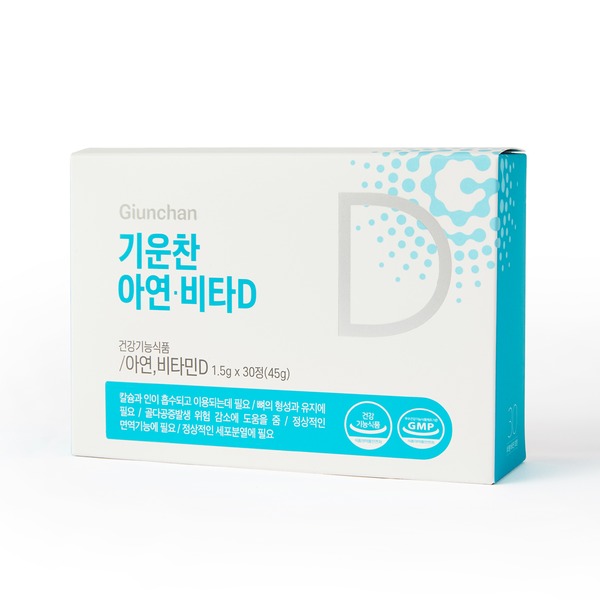 Giunchan
기운찬
아연·비타D
D
건강기능식품
/아연,비타민D 1.5g x 30정(45g)
칼슘과 인이 흡수되고 이용되는데 필요 / 뼈의 형성과 유지에
필요 / 골다공증발생 위험 감소에 도움을 줌 / 정상적인
면역기능에 필요 / 정상적인 세포분열에 필요
건강
기능식품
GMP
30